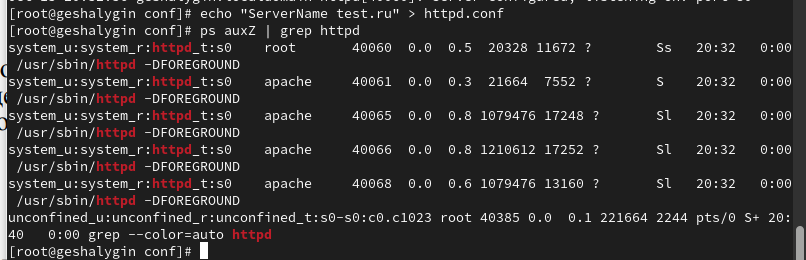 [root@geshalygin conf]# echo "ServerName test.ru" > httpd.conf
[root@geshalygin conf]# ps auxZ | grep httpd
system_u:system_r:httpd_t:s0    root       40060  0.0  0.5  20328 11672 ?        Ss   20:32   0:00
 /usr/sbin/httpd -DFOREGROUND
system_u:system_r:httpd_t:s0    apache     40061  0.0  0.3  21664  7552 ?        S    20:32   0:00
 /usr/sbin/httpd -DFOREGROUND
system_u:system_r:httpd_t:s0    apache     40065  0.0  0.8 1079476 17248 ?       Sl   20:32   0:00
 /usr/sbin/httpd -DFOREGROUND
system_u:system_r:httpd_t:s0    apache     40066  0.0  0.8 1210612 17252 ?       Sl   20:32   0:00
 /usr/sbin/httpd -DFOREGROUND
system_u:system_r:httpd_t:s0    apache     40068  0.0  0.6 1079476 13160 ?       Sl   20:32   0:00
 /usr/sbin/httpd -DFOREGROUND
unconfined_u:unconfined_r:unconfined_t:s0-s0:c0.c1023 root 40385 0.0  0.1 221664 2244 pts/0 S+ 20:
40   0:00 grep --color=auto httpd
[root@geshalygin conf]#